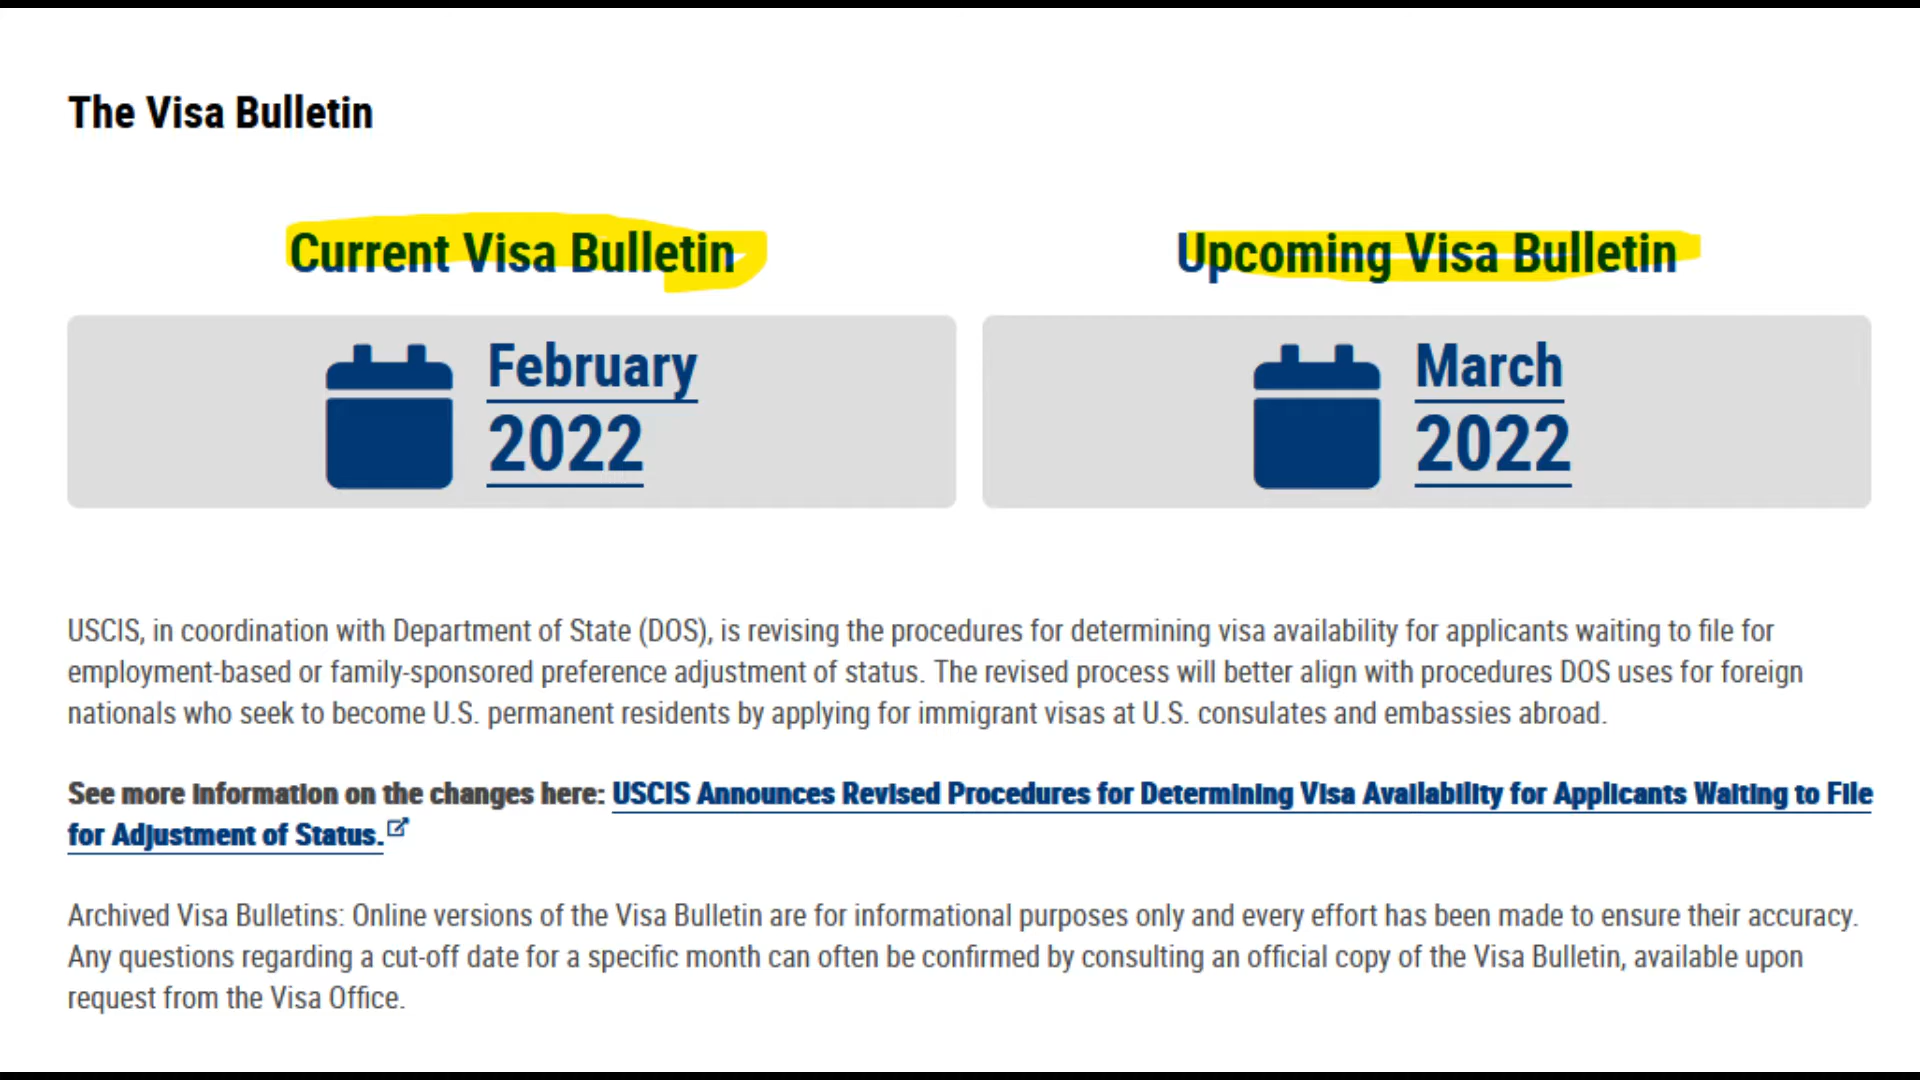 The Visa Bulletin
Current Visa Bulletin
February
2022
Upcoming Visa Bulletin
March
2022
USCIS, in coordination with Department of State (DOS), is revising the procedures for determining visa availability for applicants waiting to file for
employment-based or family-sponsored preference adjustment of status. The revised process will better align with procedures DOS uses for foreign
nationals who seek to become U.S. permanent residents by applying for immigrant visas at U.S. consulates and embassies abroad.
See more information on the changes here: USCIS Announces Revised Procedures for Determining Visa Availability for Applicants Waiting to File
for Adjustment of Status.
Archived Visa Bulletins: Online versions of the Visa Bulletin are for informational purposes only and every effort has been made to ensure their accuracy.
Any questions regarding a cut-off date for a specific month can often be confirmed by consulting an official copy of the Visa Bulletin, available upon
request from the Visa Office.